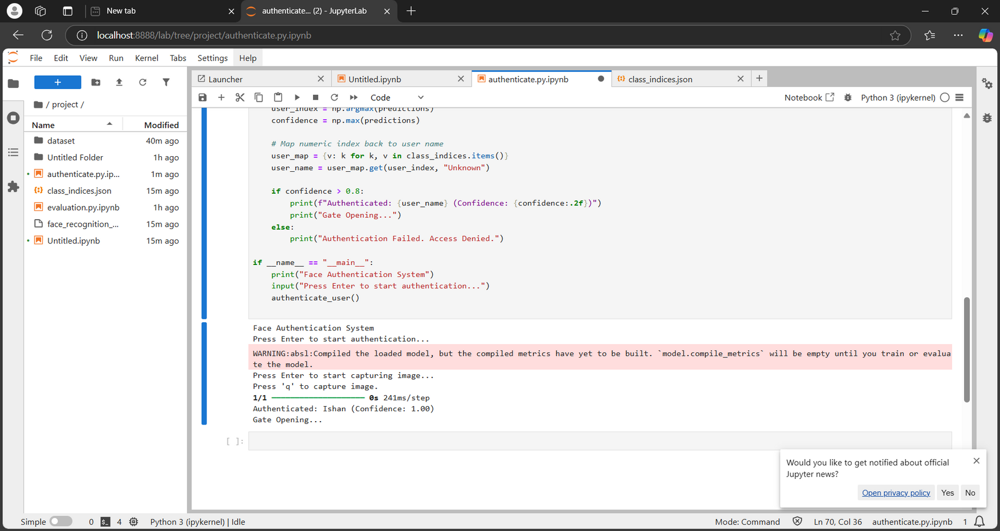 New tab
authenticate... (2) - JupyterLab
localhost:8888/lab/tree/project/authenticate.py.ipynb
File Edit View Run Kernel Tabs Settings Help
Launcher
Untitled.ipynb
authenticate.py.ipynb
class_indices.json
Code
Notebook
Python 3 (ipykernel)
/ project /
Name Modified
dataset 40m ago
Untitled Folder 1h ago
authenticate.py.ip... 1m ago
class_indices.json 15m ago
evaluation.py.ipynb 1h ago
face_recognition_... 15m ago
Untitled.ipynb 15m ago
user_index = np.argmax(predictions)
confidence = np.max(predictions)
# Map numeric index back to user name
user_map = {v: k for k, v in class_indices.items()}
user_name = user_map.get(user_index, "Unknown")
if confidence > 0.8:
print(f"Authenticated: {user_name} (Confidence: {confidence:.2f})")
print("Gate Opening...")
else:
print("Authentication Failed. Access Denied.")
if __name__ == "__main__":
print("Face Authentication System")
input("Press Enter to start authentication...")
authenticate_user()
Face Authentication System
Press Enter to start authentication...
WARNING:absl:Compiled the loaded model, but the compiled metrics have yet to be built. `model.compile_metrics` will be empty until you train or evalua
te the model.
Press Enter to start capturing image...
Press 'q' to capture image.
1/1 0s 241ms/step
Authenticated: Ishan (Confidence: 1.00)
Gate Opening...
[ ]:
Would you like to get notified about official
Jupyter news?
Open privacy policy Yes No
Simple 0 $_ 4 Python 3 (ipykernel) | Idle
Mode: Command Ln 70, Col 36 authenticate.py.ipynb 1